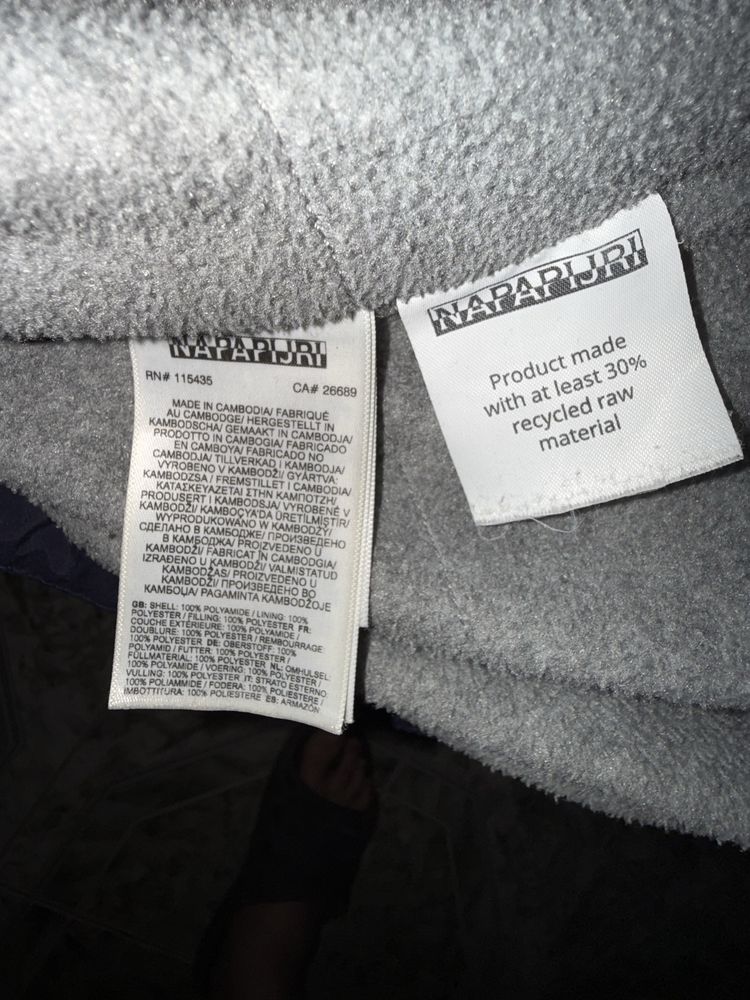 NAPAPIJRI
RN# 115435
CA# 26689
MADE IN CAMBODIA/ FABRIQUÉ
AU CAMBODGE/ HERGESTELLT IN
KAMBODSCHA/ GEMAAKT IN CAMBODJA/
PRODOTTO IN CAMBOGIA/ FABRICADO
EN CAMBOYA/ FABRICADO NO
CAMBODJA/ TILLVERKAD I KAMBODJA/
VYROBENO V KAMBODŽI/ GYÁRTVA:
KAMBODZSA / FREMSTILLET I CAMBODIA/
ΚΑΤΑΣΚΕΥΑΖΕΤΑΙ ΣΤΗΝ ΚΑΜΠΟΤΖΗ/
PRODUSERT I KAMBODSJA/ VYROBENÉ V
KAMBODŽI/ KAMBOÇYA'DA ÜRETİLMİŞTİR/
WYPRODUKOWANO W KAMBODŻY/
СДЕЛАНО В КАМБОДЖЕ/ ПРОИЗВЕДЕНО
В КАМБОДЖА/ PROIZVEDENO U
KAMBODŽI/ FABRICAT ÎN CAMBODGIA/
IZRAĐENO U KAMBODŽI/ VALMISTATUD
KAMBODŽAS/ PROIZVEDENO U
KAMBODŽI/ ПРОИЗВЕДЕНО ВО
КАМБОЏА/ PAGAMINTA KAMBODŽOJE
GB: SHELL: 100% POLYAMIDE / LINING: 100%
POLYESTER / FILLING: 100% POLYESTER FR:
COUCHE EXTÉRIEURE: 100% POLYAMIDE /
DOUBLURE: 100% POLYESTER / REMBOURRAGE:
100% POLYESTER DE: OBERSTOFF: 100%
POLYAMID / FUTTER: 100% POLYESTER /
FÜLLMATERIAL: 100% POLYESTER NL: OMHULSEL:
100% POLYAMIDE / VOERING: 100% POLYESTER /
VULLING: 100% POLYESTER IT: STRATO ESTERNO:
100% POLIAMMIDE / FODERA: 100% POLIESTERE /
IMBOTTITURA: 100% POLIESTERE ES: ARMAZÓN:
NAPAPIJRI
Product made
with at least 30%
recycled raw
material